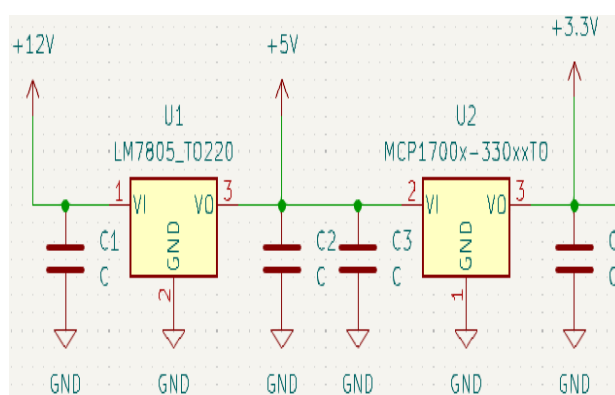 +12V
+5V
+3.3V
U1
LM7805_TO220
U2
MCP1700x-330xxTO
1
VI
VO
3
GND
2
2
VI
VO
3
GND
1
C1
C
C2
C
C3
C
GND
GND
GND
GND
GND
GND